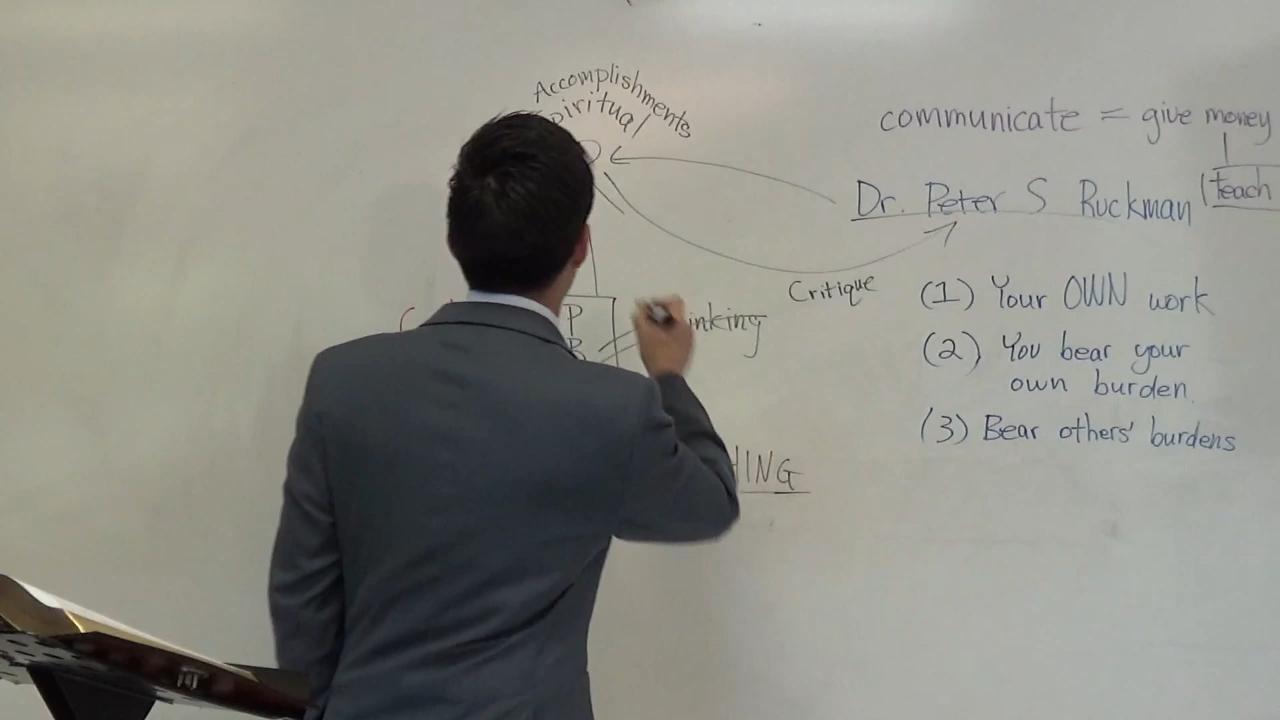 Accomplishments
communicate = give money
Dr. Peter S Ruckman (teach
Critique
(1) Your OWN work
P
B
(2) You bear your
own burden.
(3) Bear others' burdens